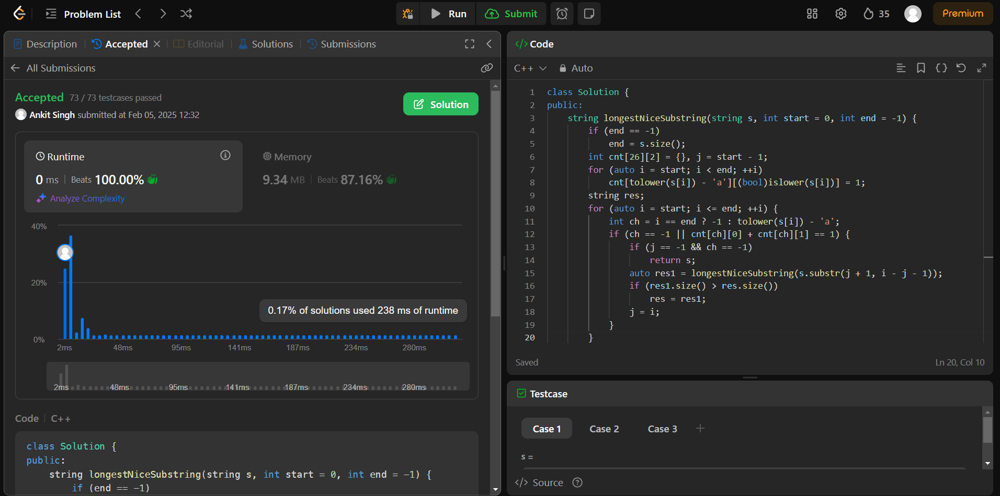 Problem List
Run
Submit
35
Premium
Description
Accepted
Editorial
Solutions
Submissions
All Submissions
Accepted 73 / 73 testcases passed
Ankit Singh submitted at Feb 05, 2025 12:32
Solution
Runtime
0 ms | Beats 100.00%
Analyze Complexity
Memory
9.34 MB | Beats 87.16%
40%
20%
0%
0.17% of solutions used 238 ms of runtime
2ms 48ms 95ms 141ms 187ms 234ms 280ms
2ms 48ms 95ms 141ms 187ms 234ms 280ms
Code | C++
class Solution {
public:
    string longestNiceSubstring(string s, int start = 0, int end = -1) {
        if (end == -1)
</> Code
C++
Auto
1 class Solution {
2 public:
3     string longestNiceSubstring(string s, int start = 0, int end = -1) {
4         if (end == -1)
5             end = s.size();
6         int cnt[26][2] = {}, j = start - 1;
7         for (auto i = start; i < end; ++i)
8             cnt[tolower(s[i]) - 'a'][(bool)islower(s[i])] = 1;
9         string res;
10         for (auto i = start; i <= end; ++i) {
11             int ch = i == end ? -1 : tolower(s[i]) - 'a';
12             if (ch == -1 || cnt[ch][0] + cnt[ch][1] == 1) {
13                 if (j == -1 && ch == -1)
14                     return s;
15                 auto res1 = longestNiceSubstring(s.substr(j + 1, i - j - 1));
16                 if (res1.size() > res.size())
17                     res = res1;
18                 j = i;
19             }
20         }
Saved
Ln 20, Col 10
Testcase
Case 1
Case 2
Case 3
s =
</> Source